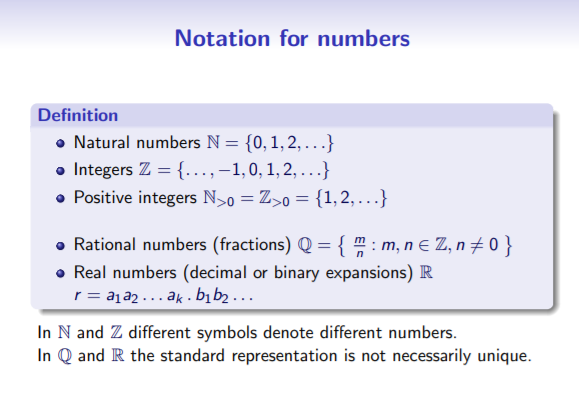 Notation for numbers
Definition
Natural numbers ℕ = {0, 1, 2, . . .}
Integers ℤ = {. . . , −1, 0, 1, 2, . . .}
Positive integers ℕ>0 = ℤ>0 = {1, 2, . . .}
Rational numbers (fractions) ℚ = { m/n : m, n ∈ ℤ, n ≠ 0 }
Real numbers (decimal or binary expansions) ℝ
r = a₁a₂ . . . aₖ . b₁b₂ . . .
In ℕ and ℤ different symbols denote different numbers.
In ℚ and ℝ the standard representation is not necessarily unique.